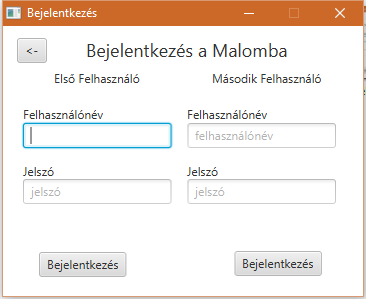 Bejelentkezés
<- Bejelentkezés a Malomba
Első Felhasználó Második Felhasználó
Felhasználónév Felhasználónév
felhasználónév
Jelszó Jelszó
jelszó jelszó
Bejelentkezés Bejelentkezés